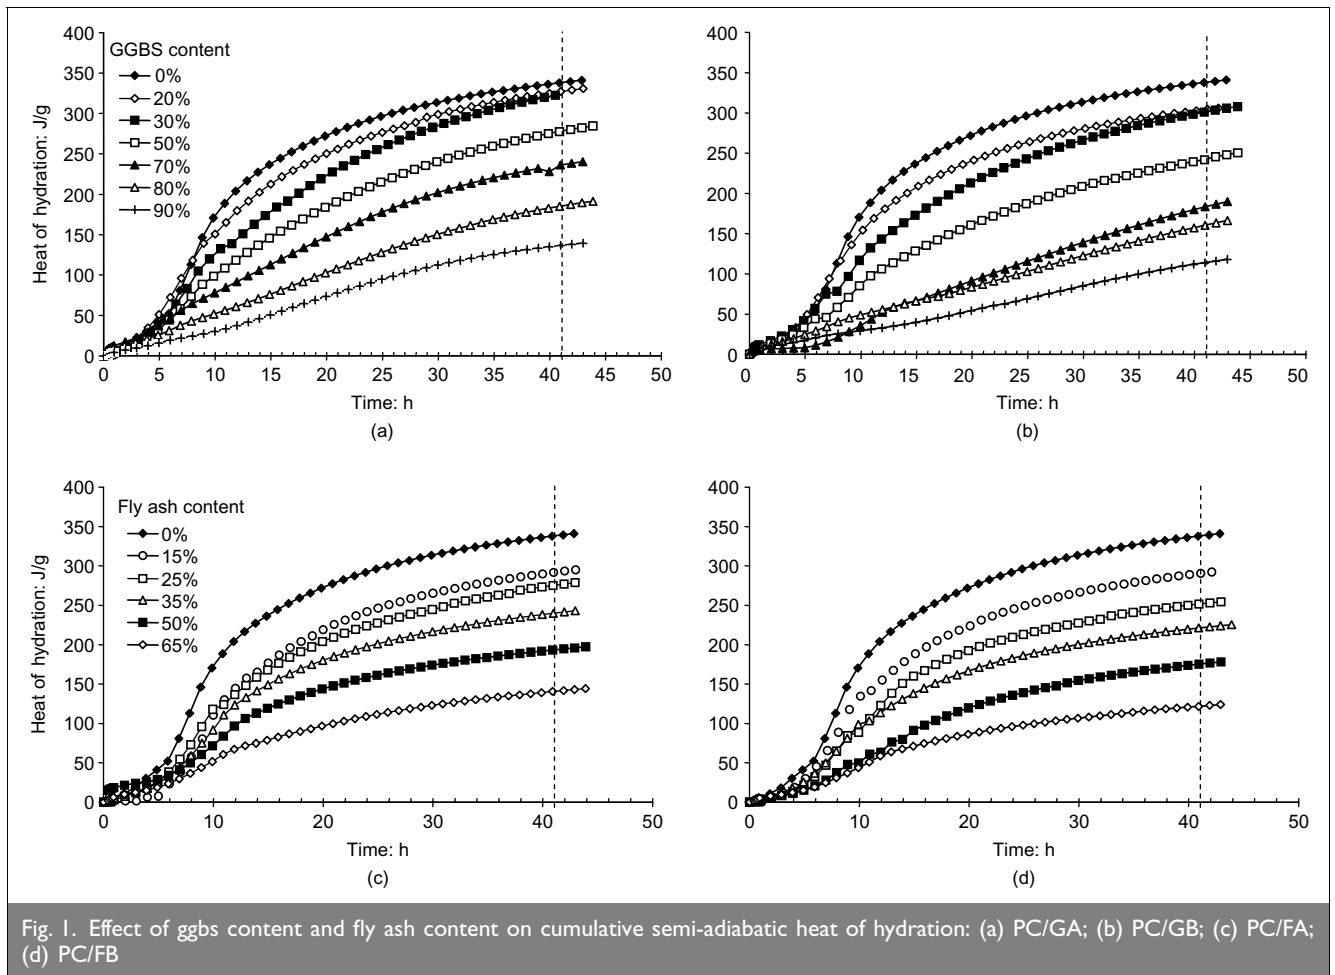 400
350
300
250
200
150
100
50
0
Heat of hydration: J/g
GGBS content
0%
20%
30%
50%
70%
80%
90%
0 5 10 15 20 25 30 35 40 45 50
Time: h
(a)
400
350
300
250
200
150
100
50
0
0 5 10 15 20 25 30 35 40 45 50
Time: h
(b)
400
350
300
250
200
150
100
50
0
Heat of hydration: J/g
Fly ash content
0%
15%
25%
35%
50%
65%
0 10 20 30 40 50
Time: h
(c)
400
350
300
250
200
150
100
50
0
0 10 20 30 40 50
Time: h
(d)
Fig. 1. Effect of ggbs content and fly ash content on cumulative semi-adiabatic heat of hydration: (a) PC/GA; (b) PC/GB; (c) PC/FA;
(d) PC/FB